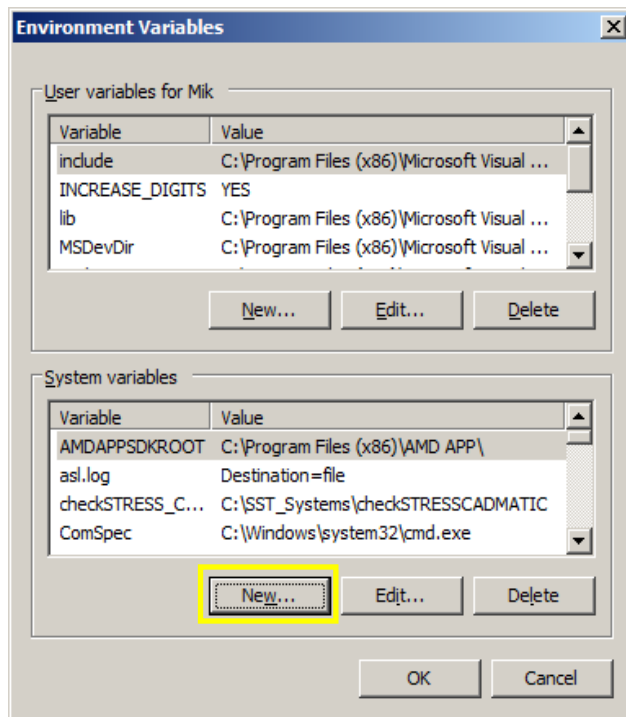 Environment Variables
User variables for Mik
Variable Value
include C:\Program Files (x86)\Microsoft Visual ...
INCREASE_DIGITS YES
lib C:\Program Files (x86)\Microsoft Visual ...
MSDevDir C:\Program Files (x86)\Microsoft Visual ...
New... Edit... Delete
System variables
Variable Value
AMDAPPSDKROOT C:\Program Files (x86)\AMD APP\
asl.log Destination=file
checkSTRESS_C... C:\SST_Systems\checkSTRESSCADMATIC
ComSpec C:\Windows\system32\cmd.exe
New... Edit... Delete
OK Cancel